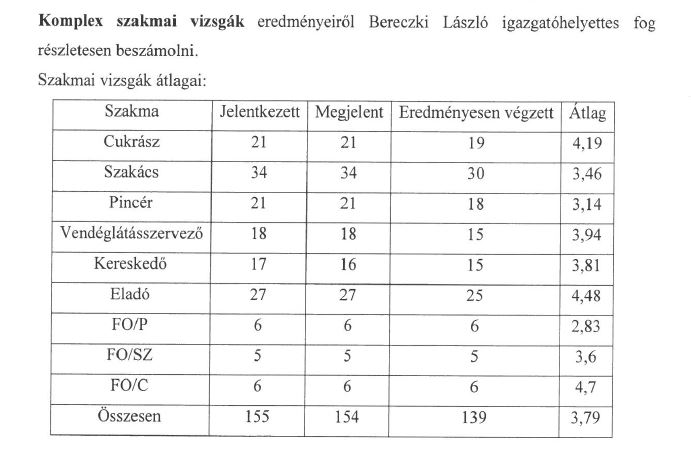 Komplex szakmai vizsgák eredményeiről Bereczki László igazgatóhelyettes fog
részletesen beszámolni.
Szakmai vizsgák átlagai:
Szakma Jelentkezett Megjelent Eredményesen végzett Átlag
Cukrász 21 21 19 4,19
Szakács 34 34 30 3,46
Pincér 21 21 18 3,14
Vendéglátásszervező 18 18 15 3,94
Kereskedő 17 16 15 3,81
Eladó 27 27 25 4,48
FO/P 6 6 6 2,83
FO/SZ 5 5 5 3,6
FO/C 6 6 6 4,7
Összesen 155 154 139 3,79